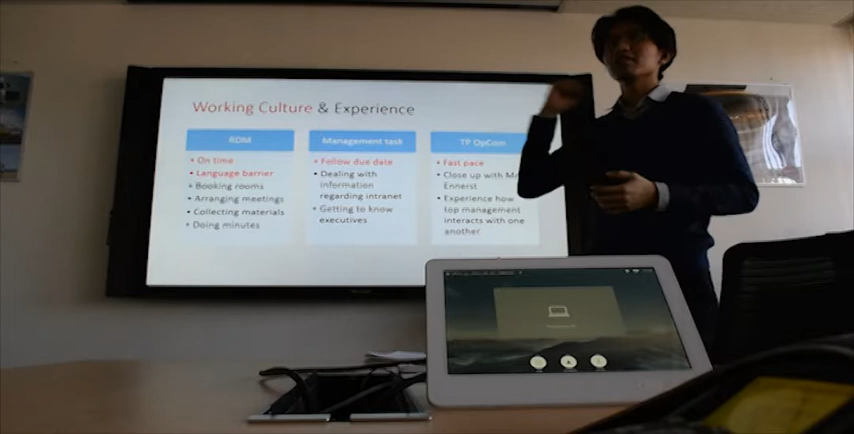 Working Culture & Experience
RDM
• On time
• Language barrier
• Booking rooms
• Arranging meetings
• Collecting materials
• Doing minutes
Management task
• Follow due date
• Dealing with
information
regarding intranet
• Getting to know
executives
TP OpCom
• Fast pace
• Close up with
Ennerst
• Experience how
top management
interacts with one
another